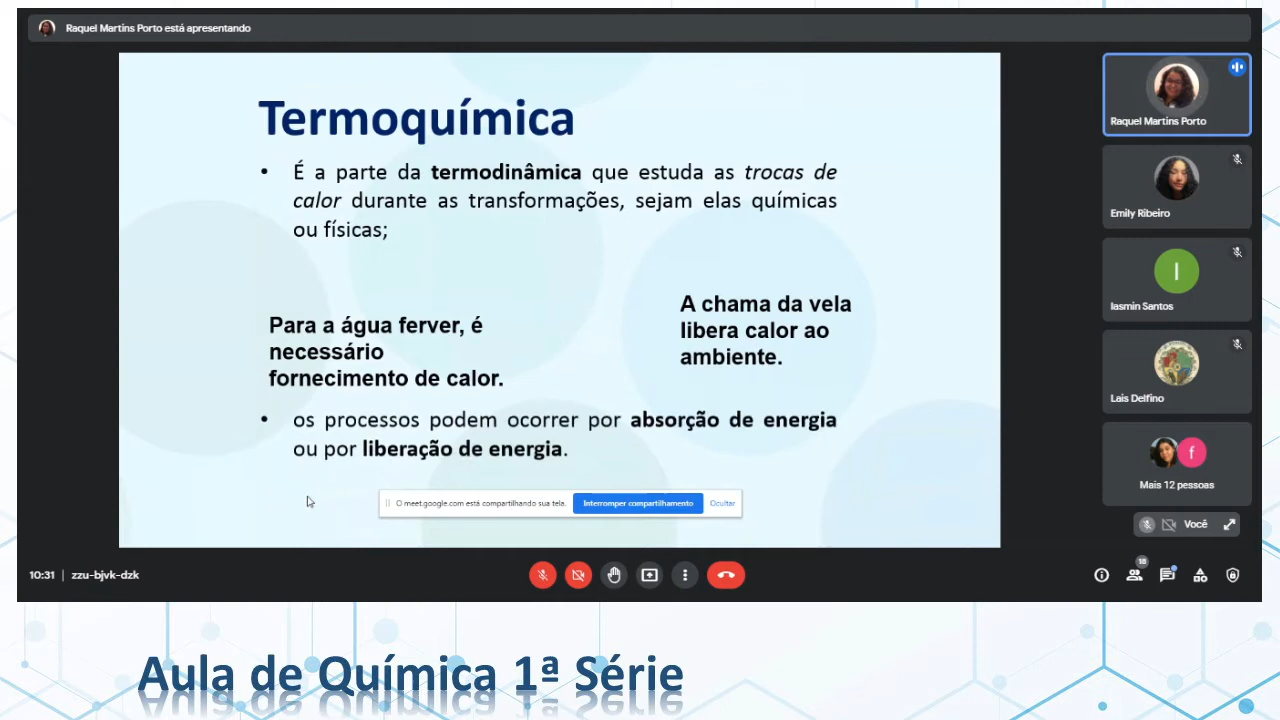 Raquel Martins Porto está apresentando
Termoquímica
• É a parte da termodinâmica que estuda as trocas de
calor durante as transformações, sejam elas químicas
ou físicas;
Para a água ferver, é
necessário
fornecimento de calor.
A chama da vela
libera calor ao
ambiente.
• os processos podem ocorrer por absorção de energia
ou por liberação de energia.
O meet.google.com está compartilhando sua tela.
Interromper compartilhamento
Ocultar
Raquel Martins Porto
Emily Ribeiro
I
Iasmin Santos
Lais Delfino
f
Mais 12 pessoas
Você
10:31 | zzu-bjvk-dzk
18
Aula de Química 1ª Série